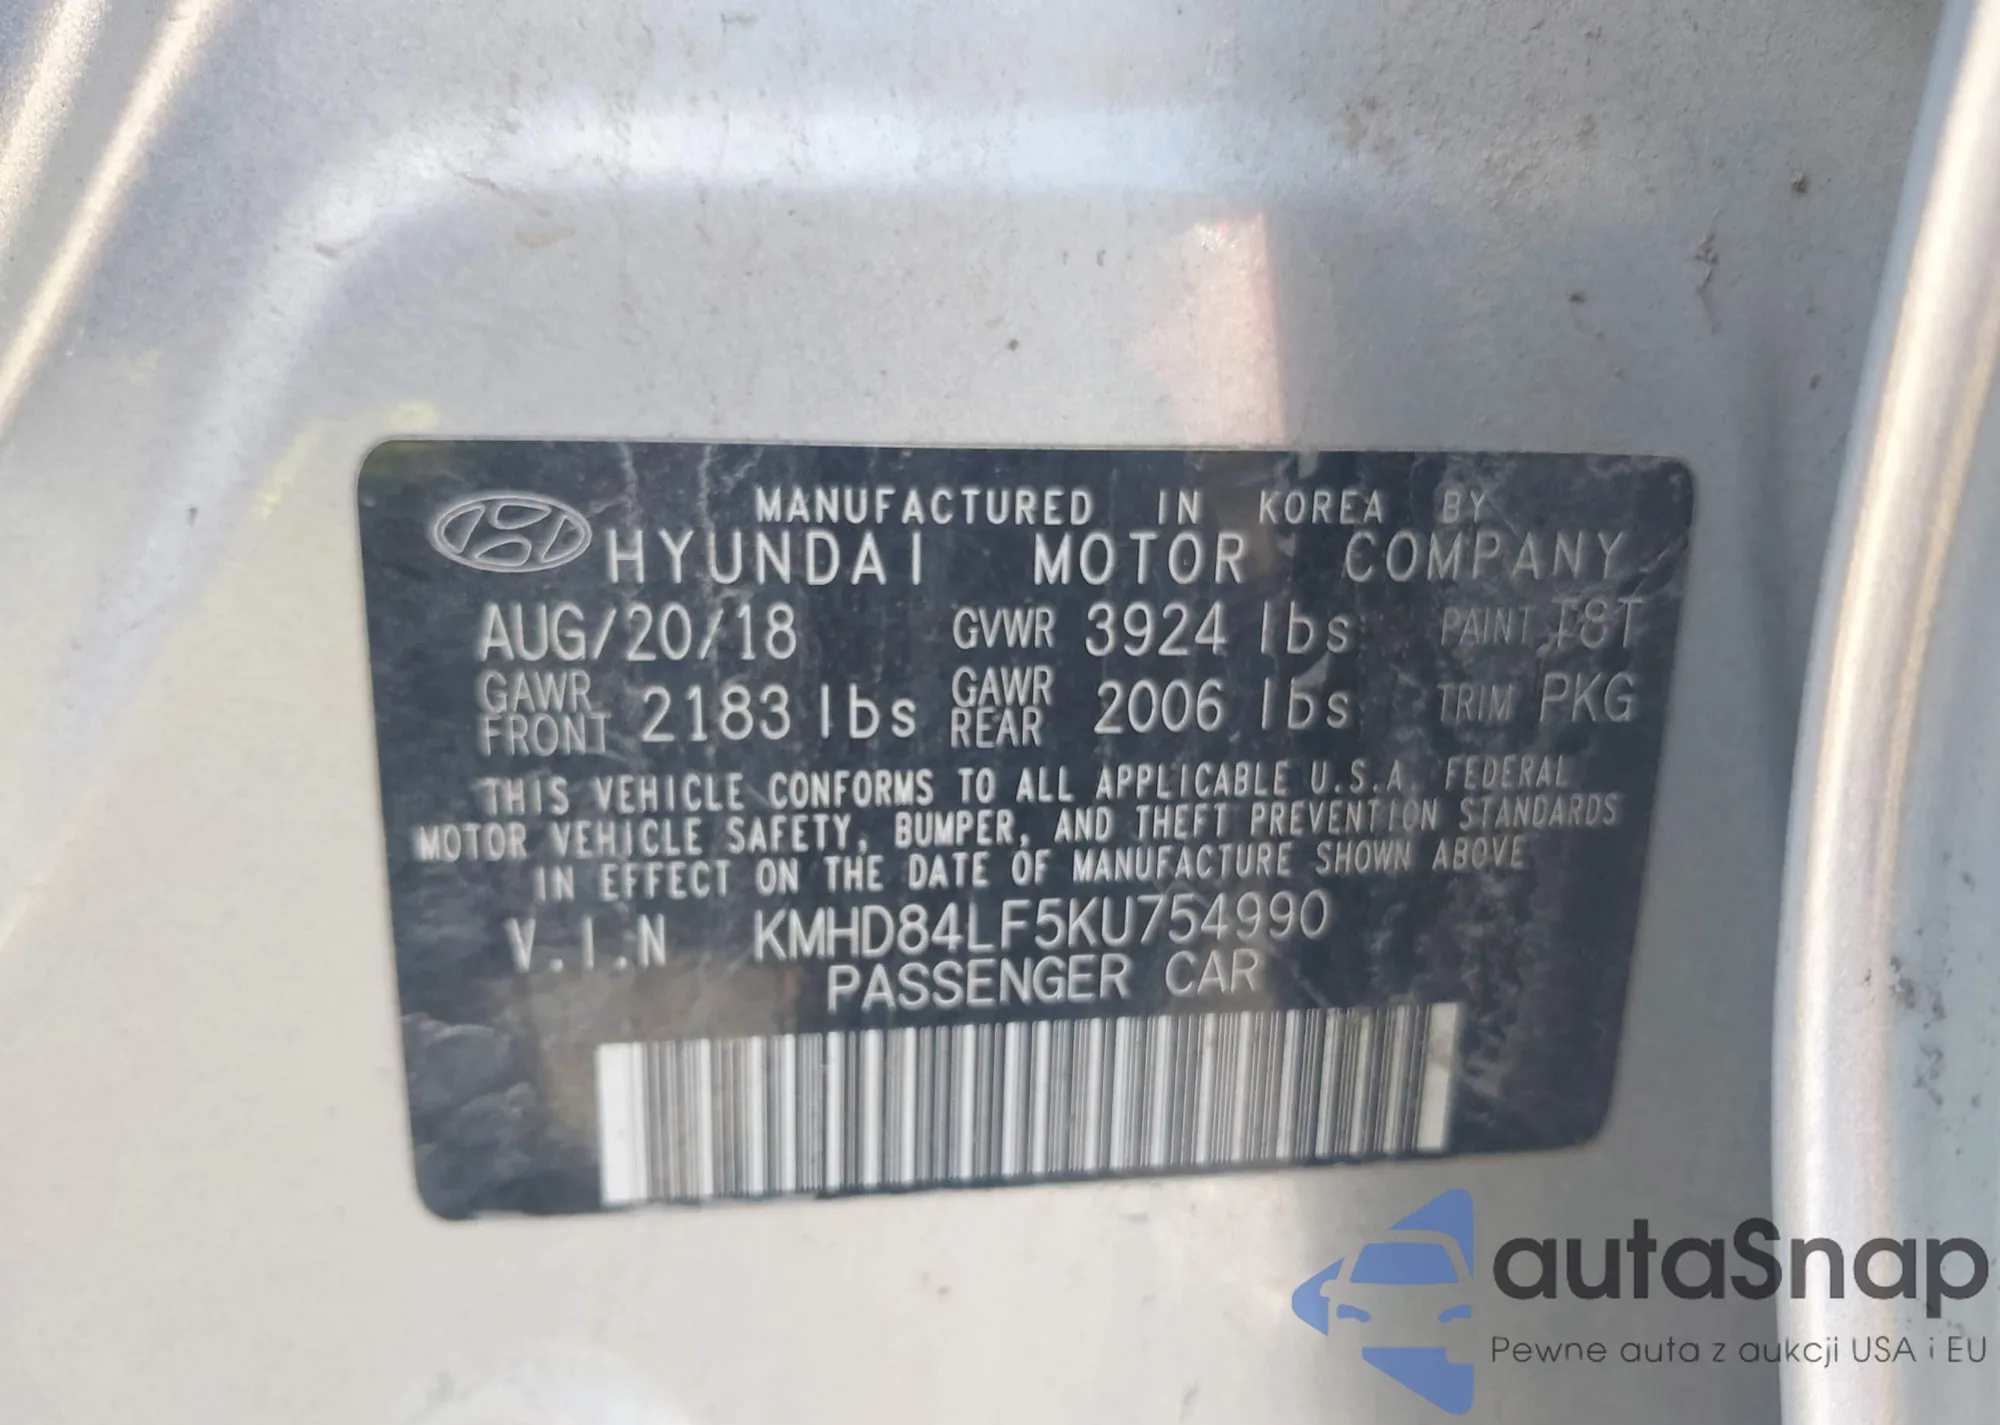 MANUFACTURED IN KOREA BY
HYUNDAI MOTOR COMPANY
AUG/20/18 GVWR 3924 lbs PAINT T8T
GAWR FRONT 2183 lbs GAWR REAR 2006 lbs TRIM PKG
THIS VEHICLE CONFORMS TO ALL APPLICABLE U.S.A. FEDERAL
MOTOR VEHICLE SAFETY, BUMPER, AND THEFT PREVENTION STANDARDS
IN EFFECT ON THE DATE OF MANUFACTURE SHOWN ABOVE
V.I.N KMHD84LF5KU754990
PASSENGER CAR
autaSnap
Pewne auta z aukcji USA i EU